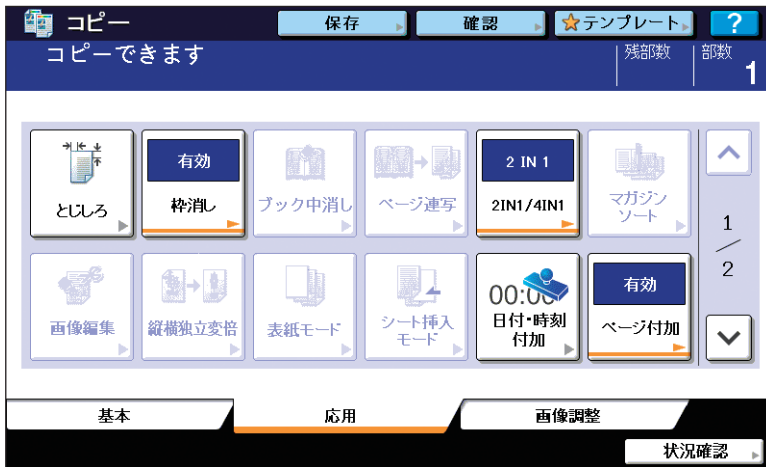 コピー
保存
確認
テンプレート
?
コピーできます
残部数
部数
1
とじしろ
有効
枠消し
ブック中消し
ページ連写
2 IN 1
2IN1/4IN1
マガジン
ソート
1
2
画像編集
縦横独立変倍
表紙モード
シート挿入
モード
00:00
日付・時刻
付加
有効
ページ付加
基本
応用
画像調整
状況確認